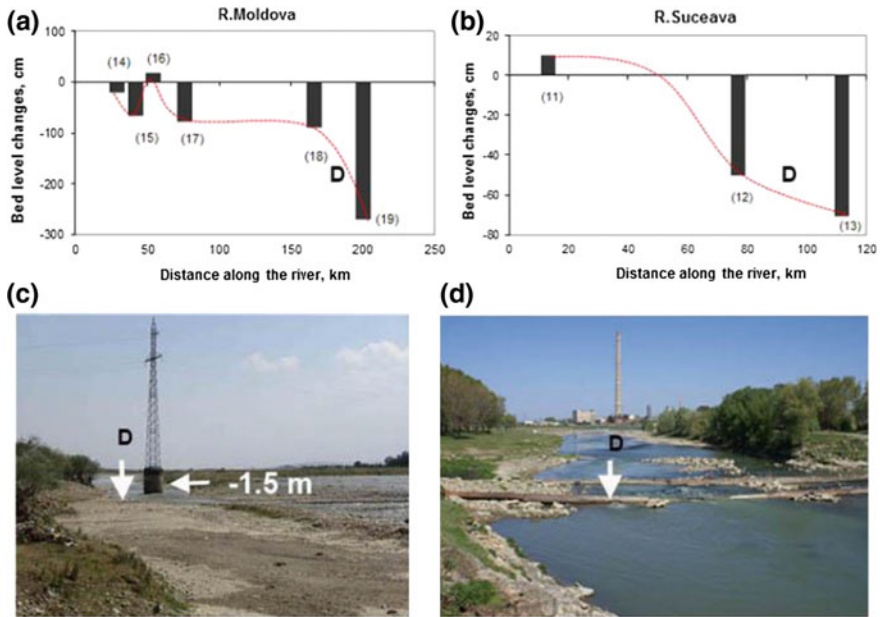 (a)
R.Moldova
Bed level changes, cm
100
0
-100
-200
-300
(14)
(16)
(15)
(17)
(18)
D
(19)
0
50
100
150
200
250
Distance along the river, km
(b)
R.Suceava
Bed level changes, cm
20
0
-20
-40
-60
-80
(11)
(12)
D
(13)
0
20
40
60
80
100
120
Distance along the river, km
(c)
D
-1.5 m
(d)
D